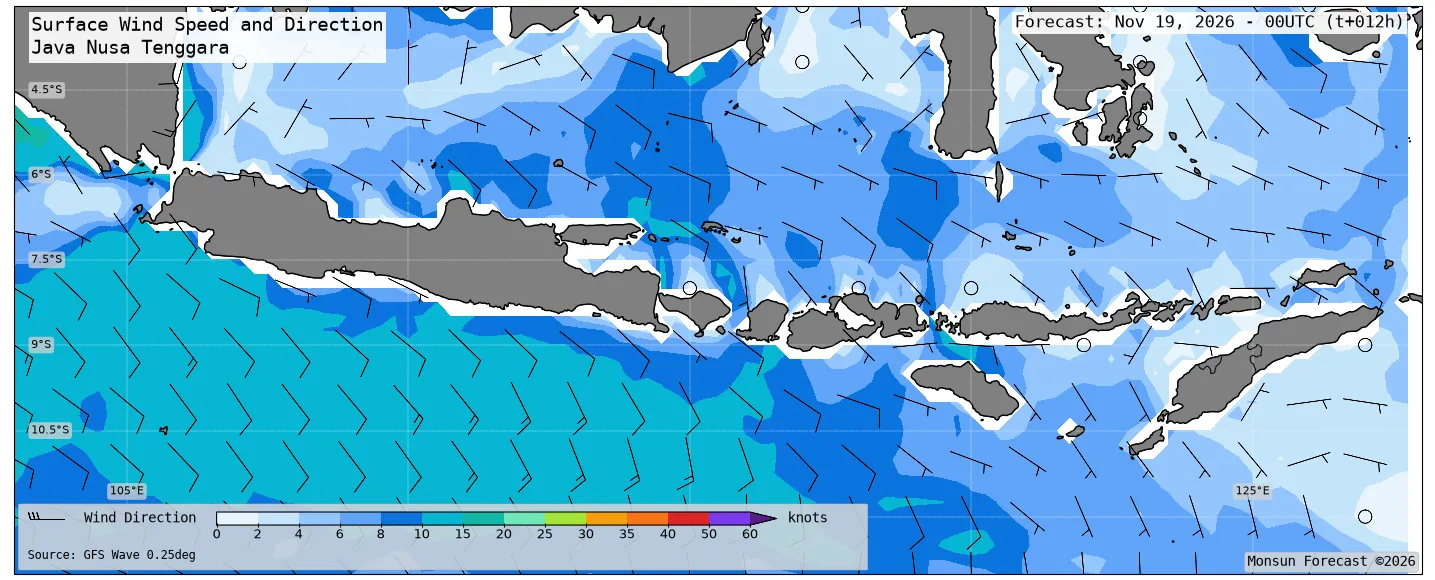 Surface Wind Speed and Direction
Java Nusa Tenggara
Forecast: Nov 19, 2026 - 00UTC (t+012h)
4.5°S
6°S
7.5°S
9°S
10.5°S
105°E
125°E
Wind Direction
0 2 4 6 8 10 15 20 25 30 35 40 50 60
knots
Source: GFS Wave 0.25deg
Monsun Forecast ©2026